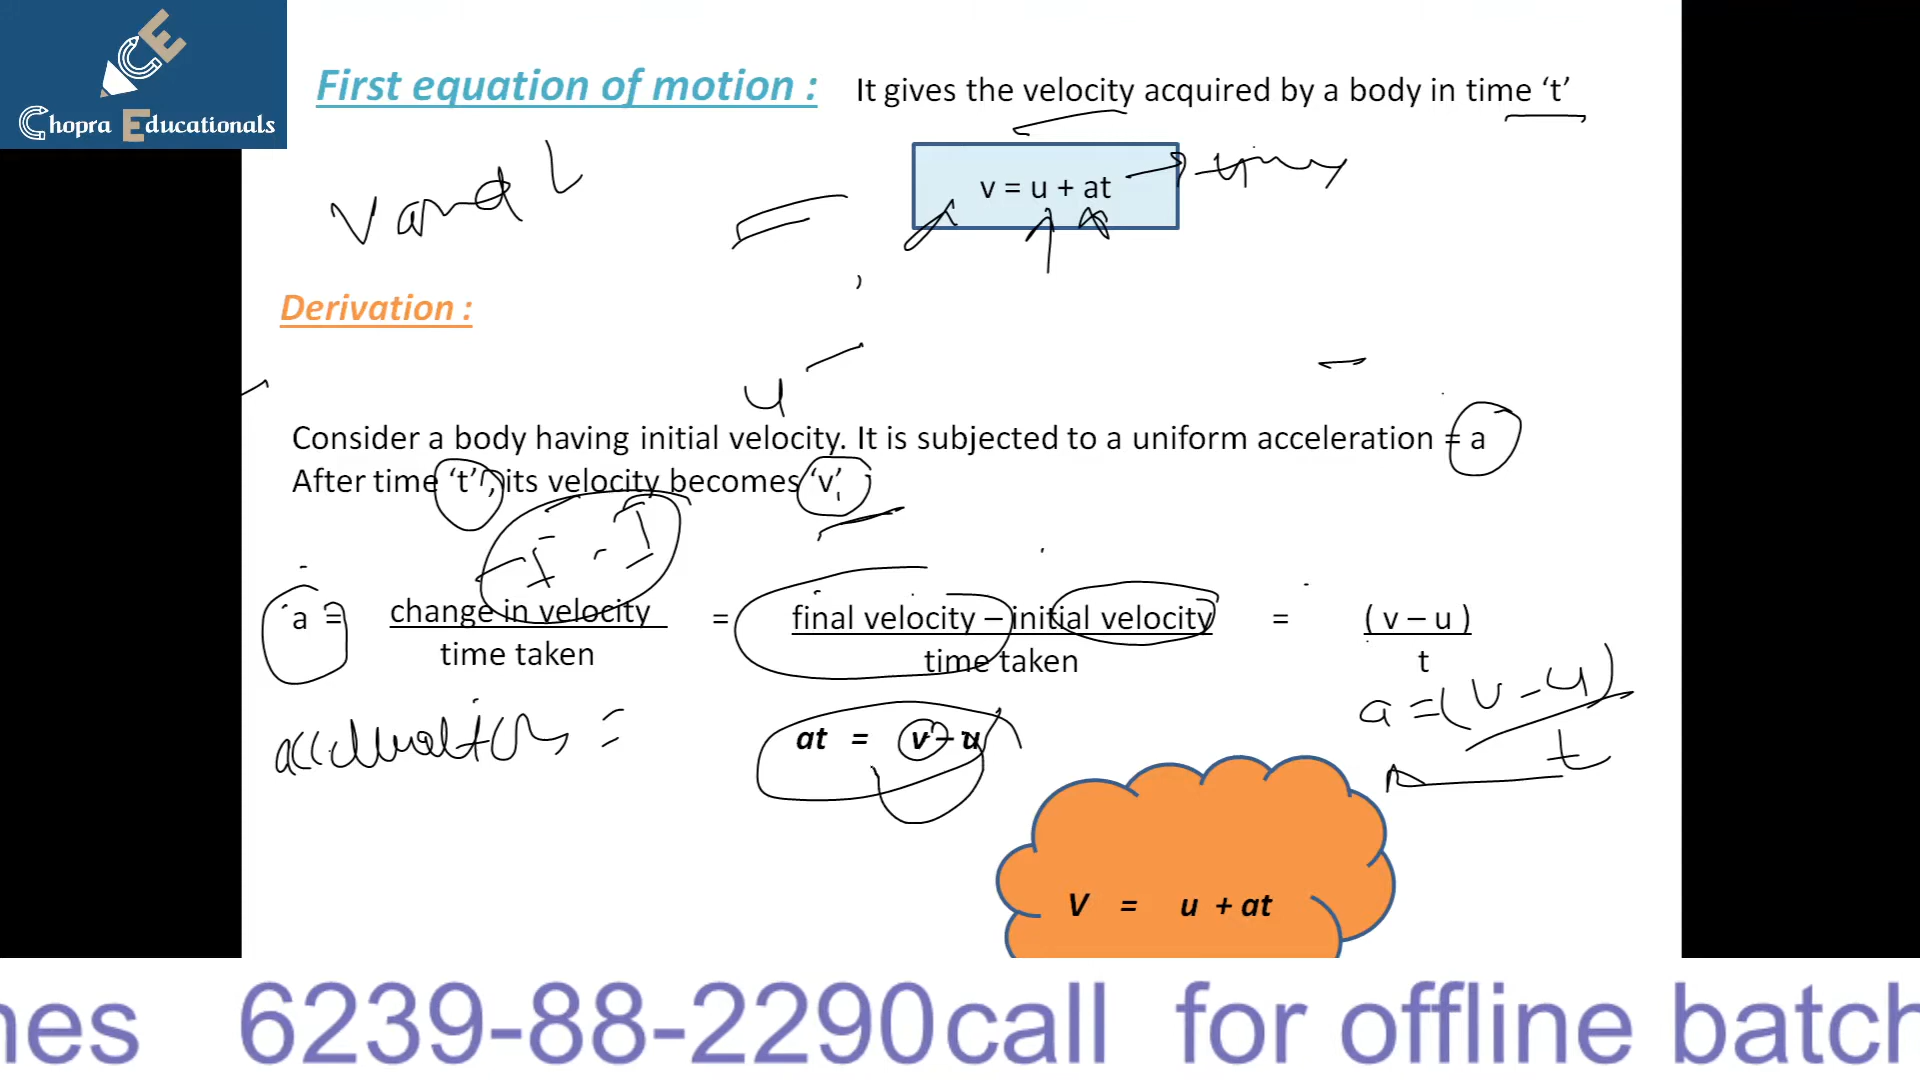 Chopra Educationals
First equation of motion : It gives the velocity acquired by a body in time ‘t’
v = u + at
v and t
Derivation :
u
Consider a body having initial velocity. It is subjected to a uniform acceleration = a
After time ‘t’ , its velocity becomes ‘v’
F - I
a = change in velocity = final velocity – initial velocity = ( v – u )
time taken time taken t
a = (v - u)
t
acceleration =
at = v – u
V = u + at
6239-88-2290 call for offline batch